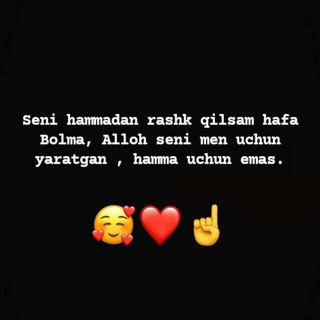 Seni hammadan rashk qilsam hafa
Bolma, Alloh seni men uchun
yaratgan , hamma uchun emas.